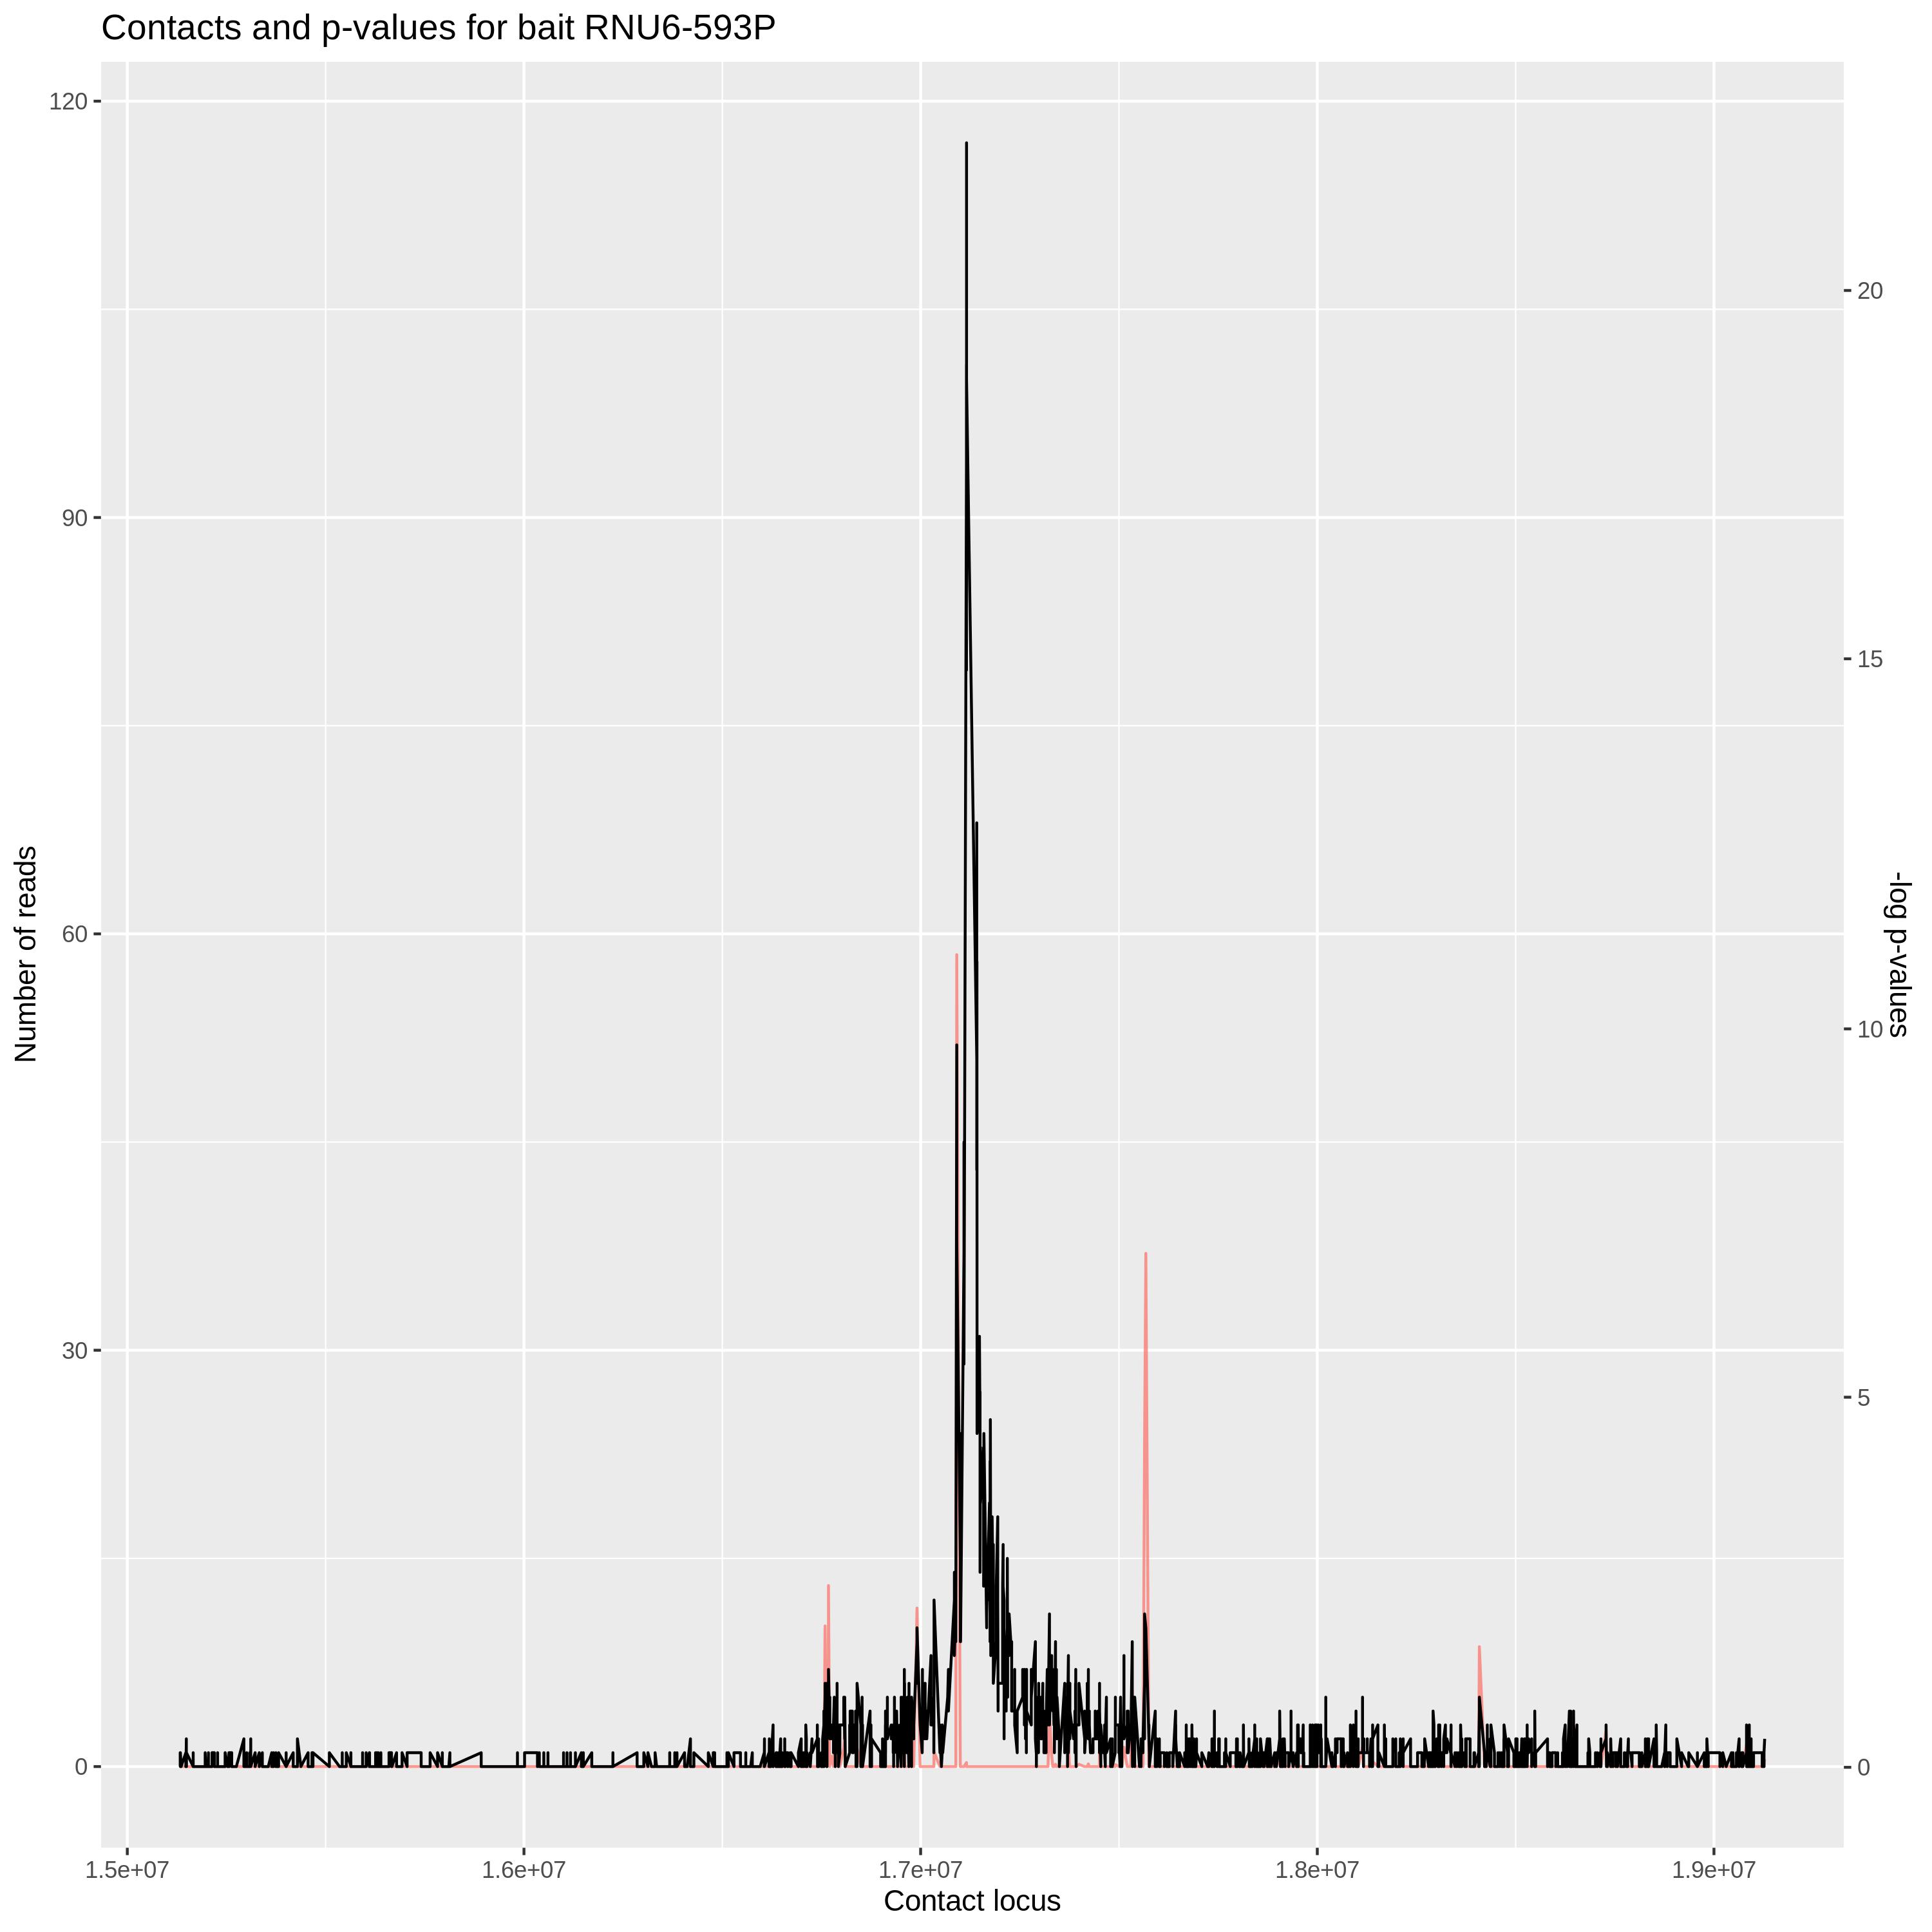 Contacts and p-values for bait RNU6-593P
120
90
60
30
0
Number of reads
20
15
10
5
0
-log p-values
1.5e+07
1.6e+07
1.7e+07
1.8e+07
1.9e+07
Contact locus